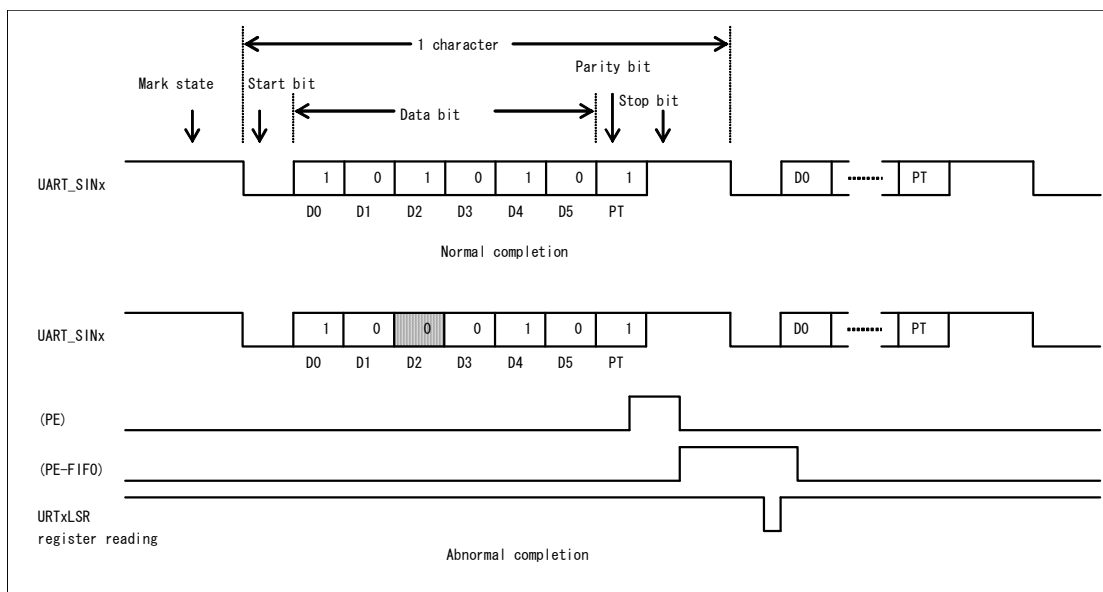 1 character
Parity bit
Mark state
Start bit
Stop bit
Data bit
UART_SINx
1 0 1 0 1 0 1
D0 ........ PT
D0 D1 D2 D3 D4 D5 PT
Normal completion
UART_SINx
1 0 0 0 1 0 1
D0 ........ PT
D0 D1 D2 D3 D4 D5 PT
(PE)
(PE-FIFO)
URTxLSR
register reading
Abnormal completion